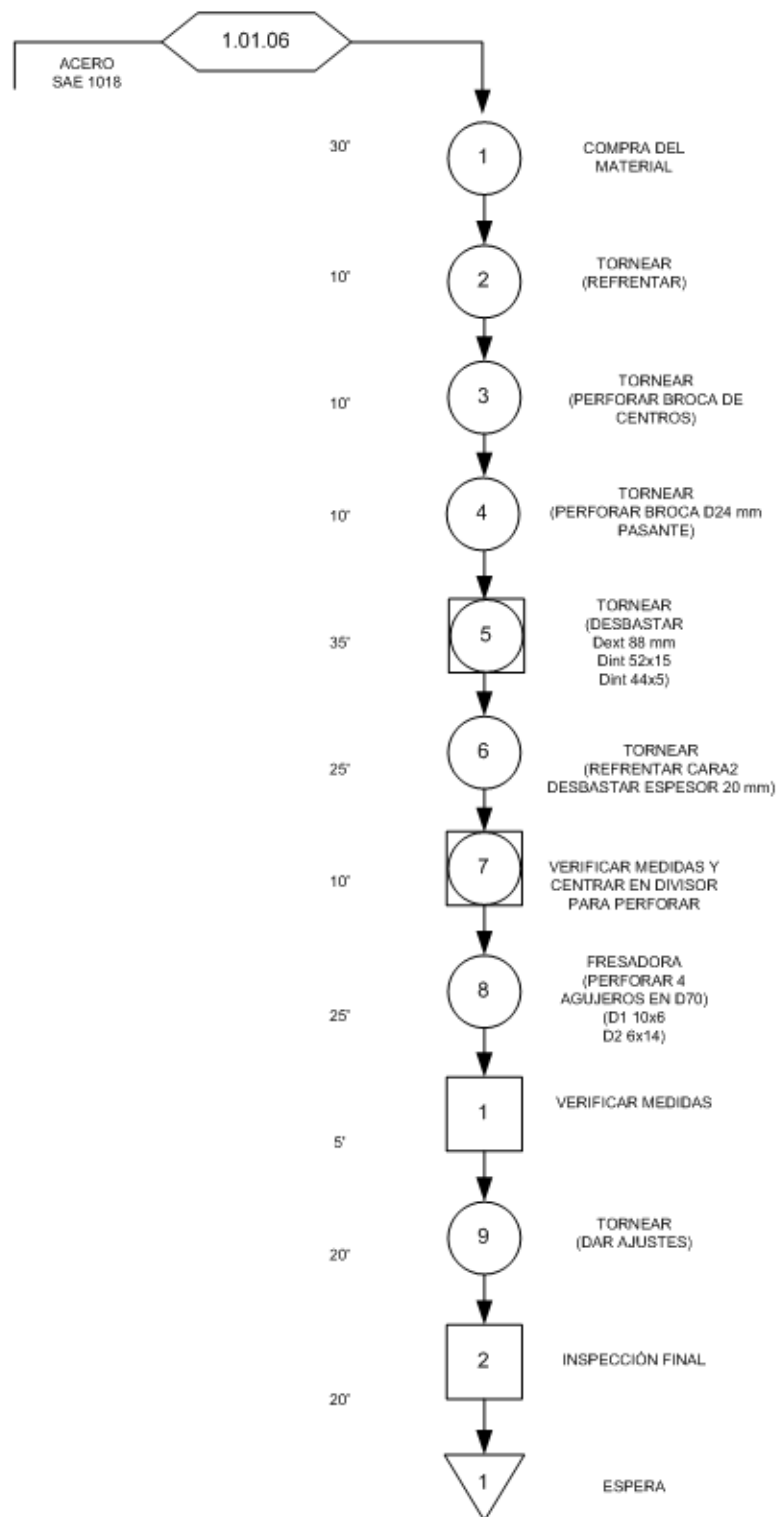 1.01.06
ACERO
SAE 1018
30'
1
COMPRA DEL
MATERIAL
10'
2
TORNEAR
(REFRENTAR)
10'
3
TORNEAR
(PERFORAR BROCA DE
CENTROS)
10'
4
TORNEAR
(PERFORAR BROCA D24 mm
PASANTE)
35'
5
TORNEAR
(DESBASTAR
Dext 88 mm
Dint 52x15
Dint 44x5)
25'
6
TORNEAR
(REFRENTAR CARA2
DESBASTAR ESPESOR 20 mm)
10'
7
VERIFICAR MEDIDAS Y
CENTRAR EN DIVISOR
PARA PERFORAR
25'
8
FRESADORA
(PERFORAR 4
AGUJEROS EN D70)
(D1 10x6
D2 6x14)
5'
1
VERIFICAR MEDIDAS
20'
9
TORNEAR
(DAR AJUSTES)
20'
2
INSPECCIÓN FINAL
1
ESPERA